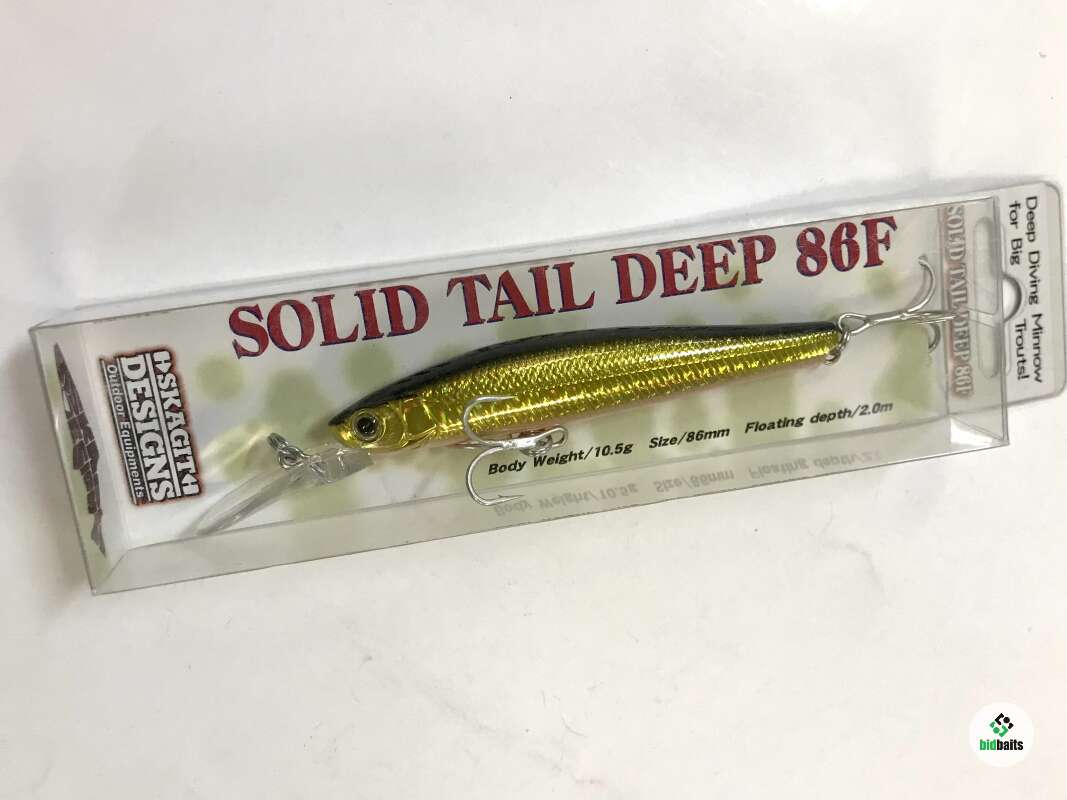 SOLID TAIL DEEP 86F
SKAGIT
DESIGNS
Outdoor Equipments
Body Weight/10.5g Size/86mm Floating depth/2.0m
Deep Diving Minnow
for Big Trouts!
SOLID TAIL DEEP 86F
bidbaits